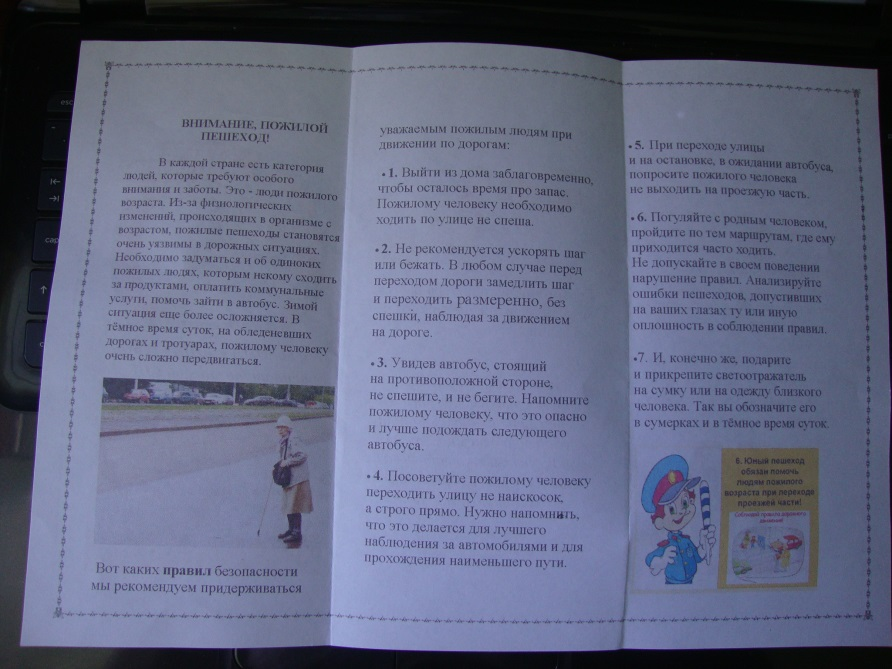 ВНИМАНИЕ, ПОЖИЛОЙ
ПЕШЕХОД!
В каждой стране есть категория
людей, которые требуют особого
внимания и заботы. Это - люди пожилого
возраста. Из-за физиологических
изменений, происходящих в организме с
возрастом, пожилые пешеходы становятся
очень уязвимы в дорожных ситуациях.
Необходимо задуматься и об одиноких
пожилых людях, которым некому сходить
за продуктами, оплатить коммунальные
услуги, помочь зайти в автобус. Зимой
ситуация еще более осложняется. В
тёмное время суток, на обледеневших
дорогах и тротуарах, пожилому человеку
очень сложно передвигаться.
Вот каких правил безопасности
мы рекомендуем придерживаться
уважаемым пожилым людям при
движении по дорогам:
•1. Выйти из дома заблаговременно,
чтобы осталось время про запас.
Пожилому человеку необходимо
ходить по улице не спеша.
•2. Не рекомендуется ускорять шаг
или бежать. В любом случае перед
переходом дороги замедлить шаг
и переходить размеренно, без
спешки, наблюдая за движением
на дороге.
•3. Увидев автобус, стоящий
на противоположной стороне,
не спешите, и не бегите. Напомните
пожилому человеку, что это опасно
и лучше подождать следующего
автобуса.
•4. Посоветуйте пожилому человеку
переходить улицу не наискосок,
а строго прямо. Нужно напомнить,
что это делается для лучшего
наблюдения за автомобилями и для
прохождения наименьшего пути.
•5. При переходе улицы
и на остановке, в ожидании автобуса,
попросите пожилого человека
не выходить на проезжую часть.
•6. Погуляйте с родным человеком,
пройдите по тем маршрутам, где ему
приходится часто ходить.
Не допускайте в своем поведении
нарушение правил. Анализируйте
ошибки пешеходов, допустивших
на ваших глазах ту или иную
оплошность в соблюдении правил.
•7. И, конечно же, подарите
и прикрепите светоотражатель
на сумку или на одежду близкого
человека. Так вы обозначите его
в сумерках и в тёмное время суток.
6. Юный пешеход
обязан помочь
людям пожилого
возраста при переходе
проезжей части!
Соблюдай правила дорожного
движения!
esc